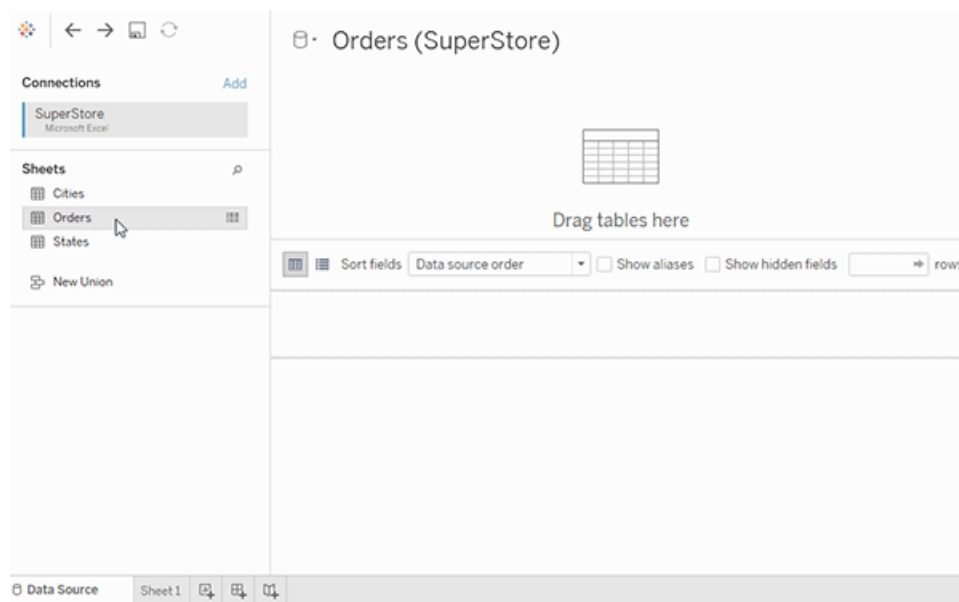 Orders (SuperStore)
Connections
Add
SuperStore
Microsoft Excel
Sheets
Cities
Orders
States
New Union
Drag tables here
Sort fields
Data source order
Show aliases
Show hidden fields
Data Source
Sheet 1